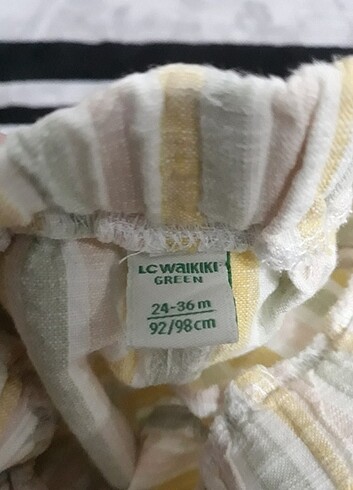 LC WAIKIKI
GREEN
24-36 m
92/98 cm